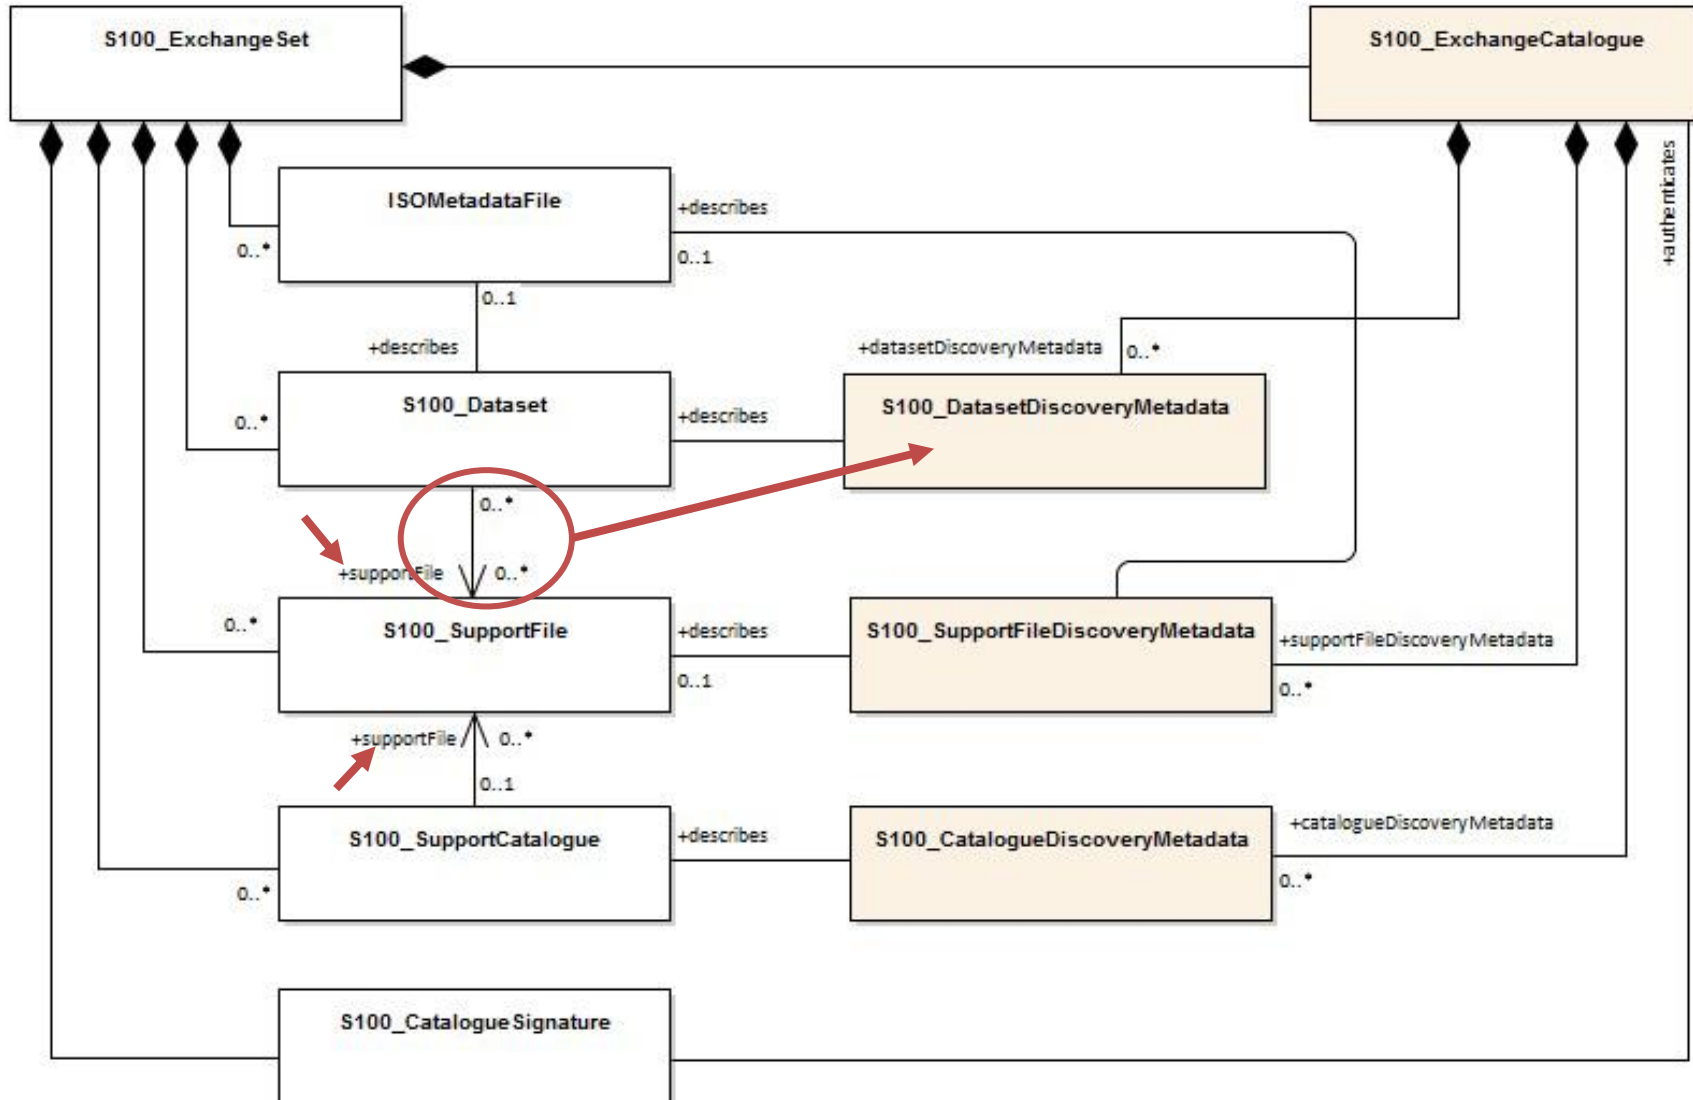 S100_ExchangeSet
S100_ExchangeCatalogue
+authenticates
ISOMetadataFile
+describes
0..*
0..1
0..1
+describes
+datasetDiscoveryMetadata
0..*
S100_Dataset
S100_DatasetDiscoveryMetadata
0..*
+describes
0..*
+supportFile
0..*
0..*
S100_SupportFile
+describes
S100_SupportFileDiscoveryMetadata
+supportFileDiscoveryMetadata
0..1
0..*
+supportFile
0..*
0..1
S100_SupportCatalogue
+describes
S100_CatalogueDiscoveryMetadata
+catalogueDiscoveryMetadata
0..*
0..*
S100_CatalogueSignature